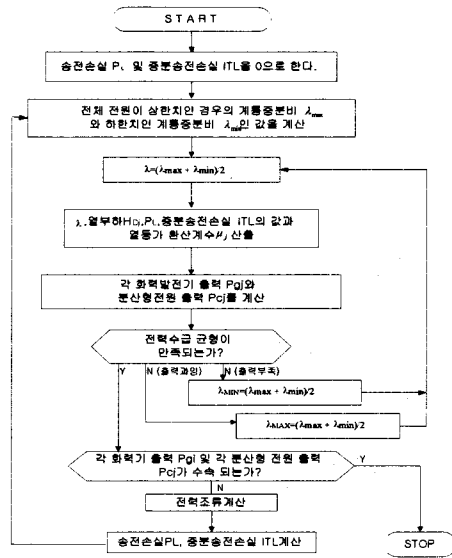 START
송전손실 P_L 및 증분송전손실 ITL을 0으로 한다.
전체 전원이 상한치인 경우의 계통증분비 λmax
와 하한치인 계통증분비 λmin인 값을 계산
λ=(λmax + λmin)/2
λ,열부하Hcj,PL,증분송전손실 ITL의 값과
열등가 환산계수μj 산출
각 화력발전기 출력 Pgi와
분산형전원 출력 Pcj를 계산
전력수급 균형이
만족되는가?
Y
N (출력과잉)
N (출력부족)
λMIN=(λmax + λmin)/2
λMAX=(λmax + λmin)/2
각 화력기 출력 Pgi 및 각 분산형 전원 출력
Pcj가 수속 되는가?
Y
N
전력조류계산
송전손실PL, 증분송전손실 ITL계산
STOP